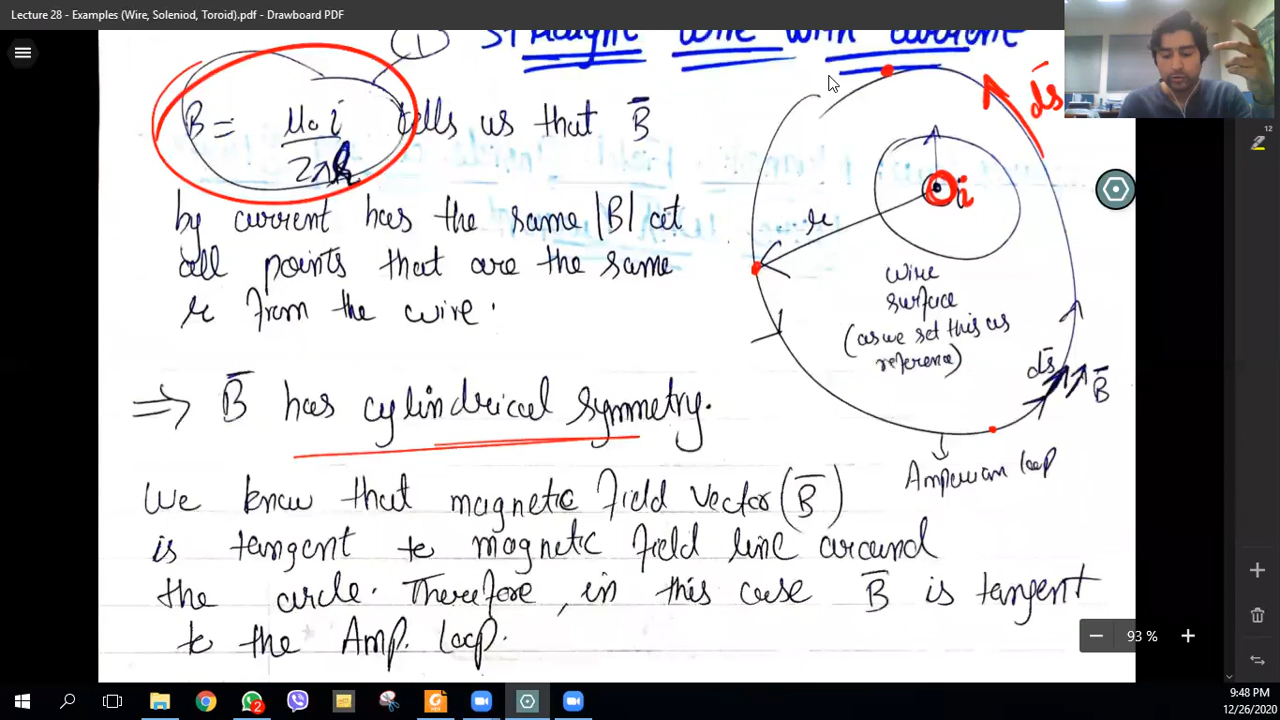 Lecture 28 - Examples (Wire, Soleniod, Toroid).pdf - Drawboard PDF
① Straight wire with current
B = μ₀i / 2πR tells us that B̄
by current has the same |B| at
all points that are the same
r from the wire.
⇒ B̄ has cylindrical symmetry.
We know that magnetic field vector (B̄)
is tangent to magnetic field line around
the circle. Therefore, in this case B̄ is tangent
to the Amp. loop.
d̄s
i
r
wire
surface
(as we set this as
reference)
d̄s
B̄
Amperian loop
12
93 %
2
9:48 PM
12/26/2020